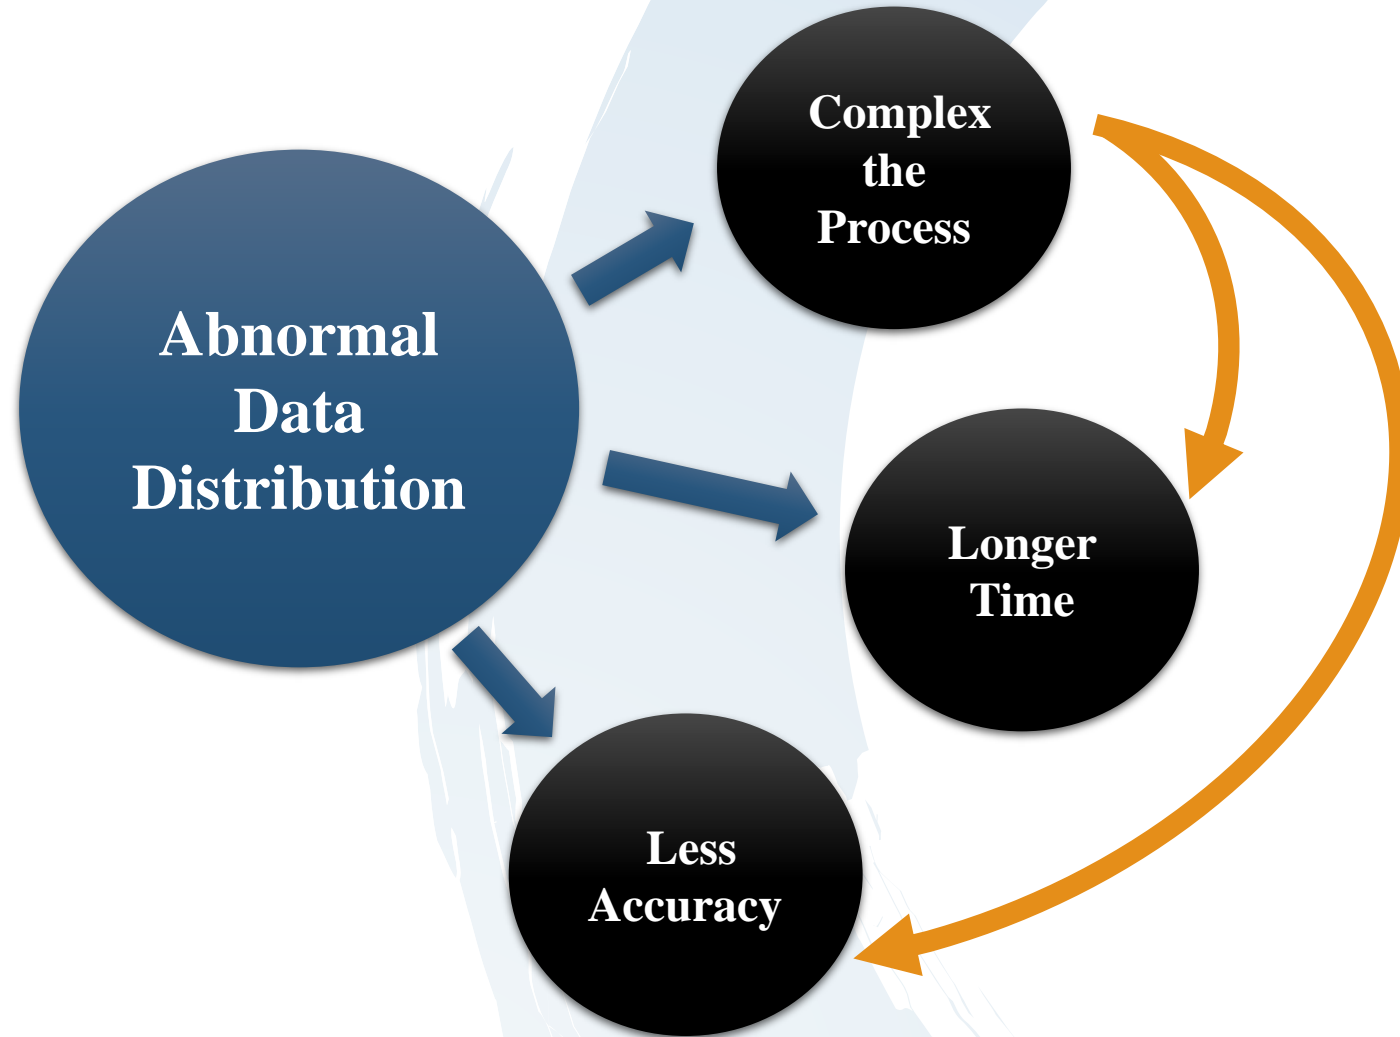 Abnormal
Data
Distribution
Complex
the
Process
Longer
Time
Less
Accuracy